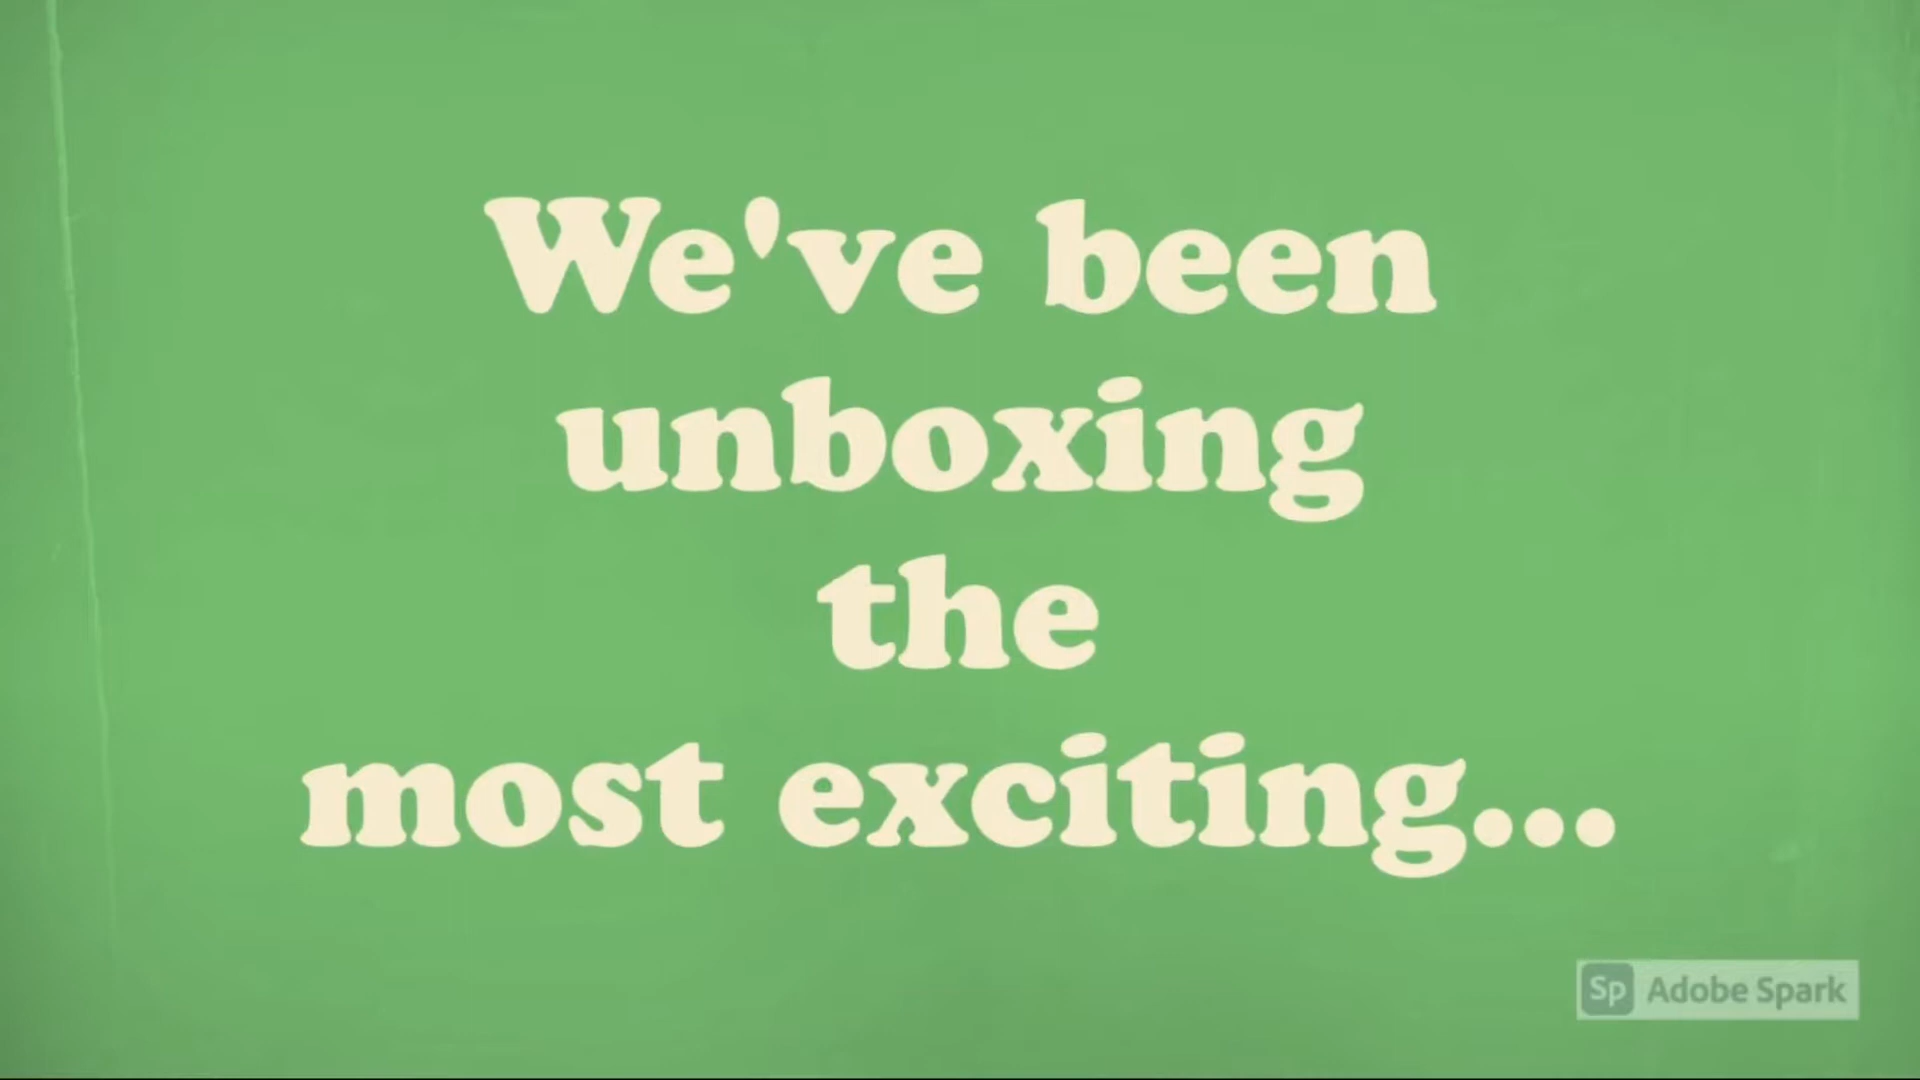 We've been
unboxing
the
most exciting...
Sp Adobe Spark